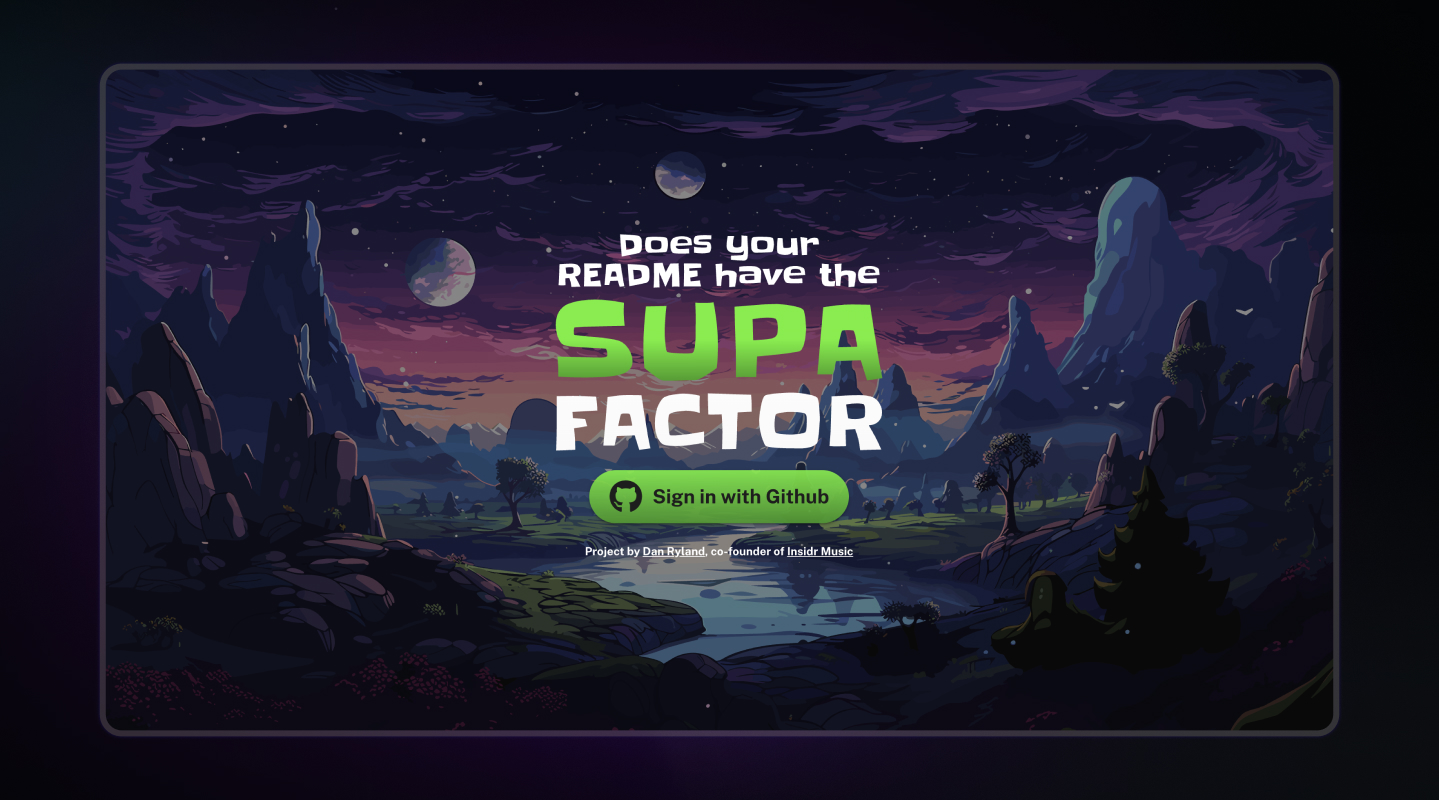 Does your
README have the
SUPA
FACTOR
Sign in with Github
Project by Dan Ryland, co-founder of Insidr Music